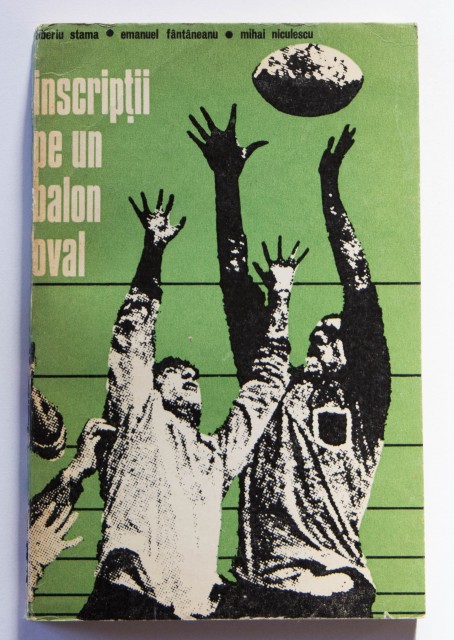 iberiu stama • emanuel fântâneanu • mihai niculescu
inscripții
pe un
balon
oval